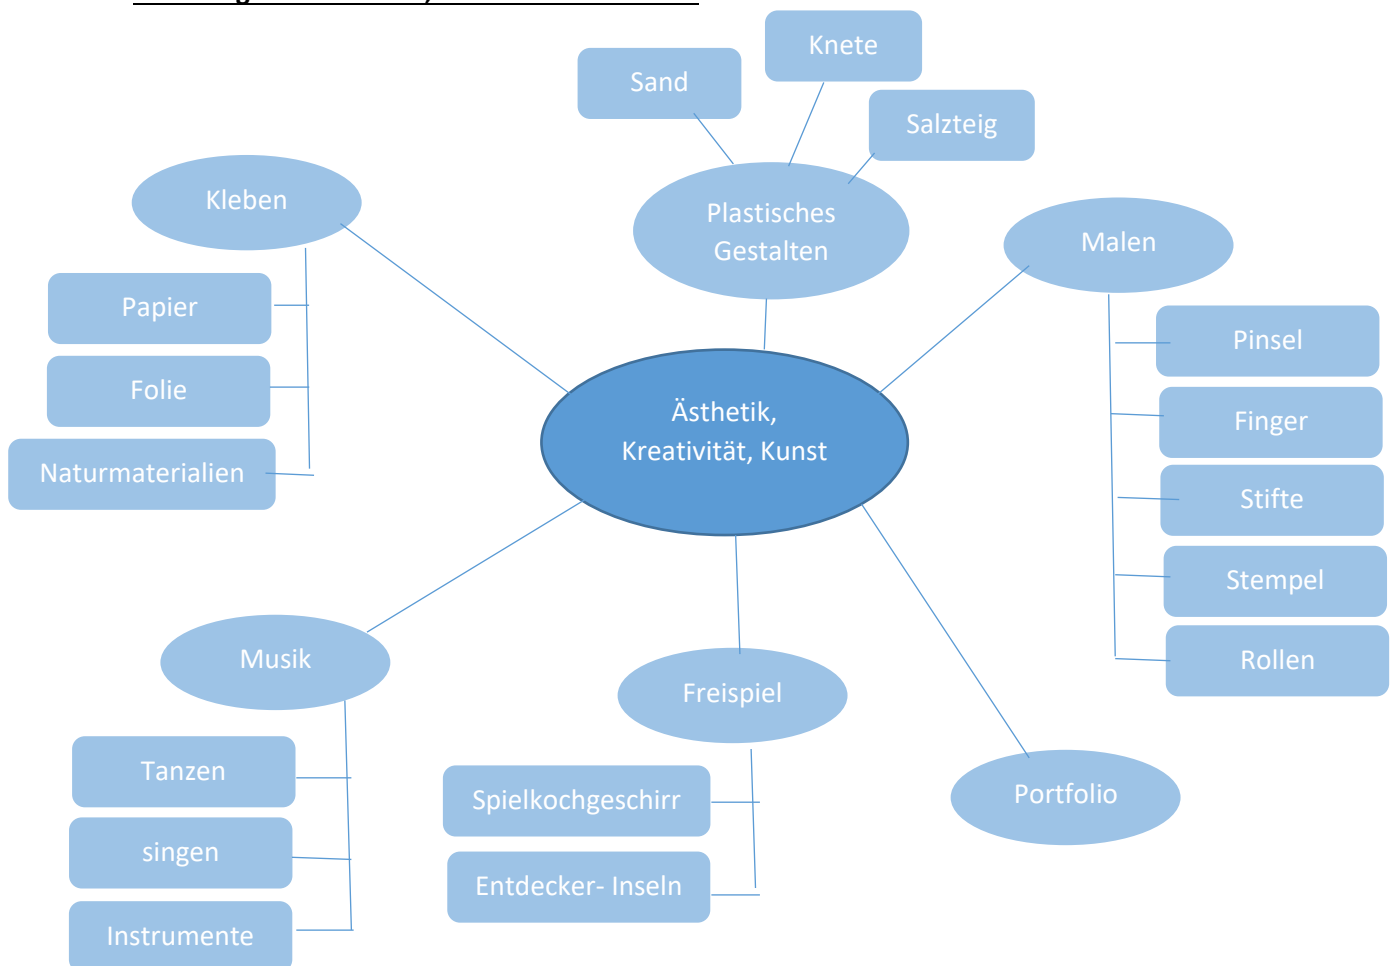 Knete
Sand
Salzteig
Kleben
Plastisches
Gestalten
Malen
Papier
Pinsel
Folie
Ästhetik,
Kreativität, Kunst
Finger
Naturmaterialien
Stifte
Stempel
Musik
Freispiel
Rollen
Tanzen
Spielkochgeschirr
Portfolio
singen
Entdecker- Inseln
Instrumente